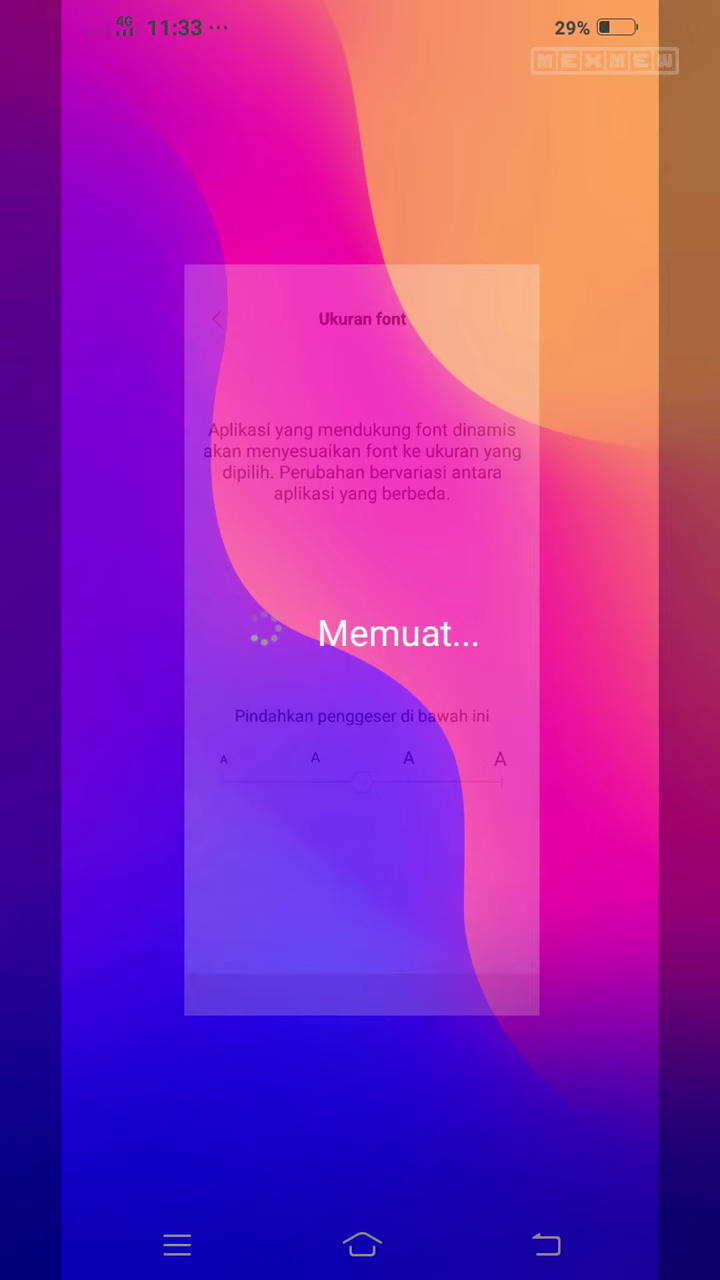 4G 11:33 ... 29%
MEXMEW
Ukuran font
Aplikasi yang mendukung font dinamis
akan menyesuaikan font ke ukuran yang
dipilih. Perubahan bervariasi antara
aplikasi yang berbeda.
Memuat...
Pindahkan penggeser di bawah ini
A A A A